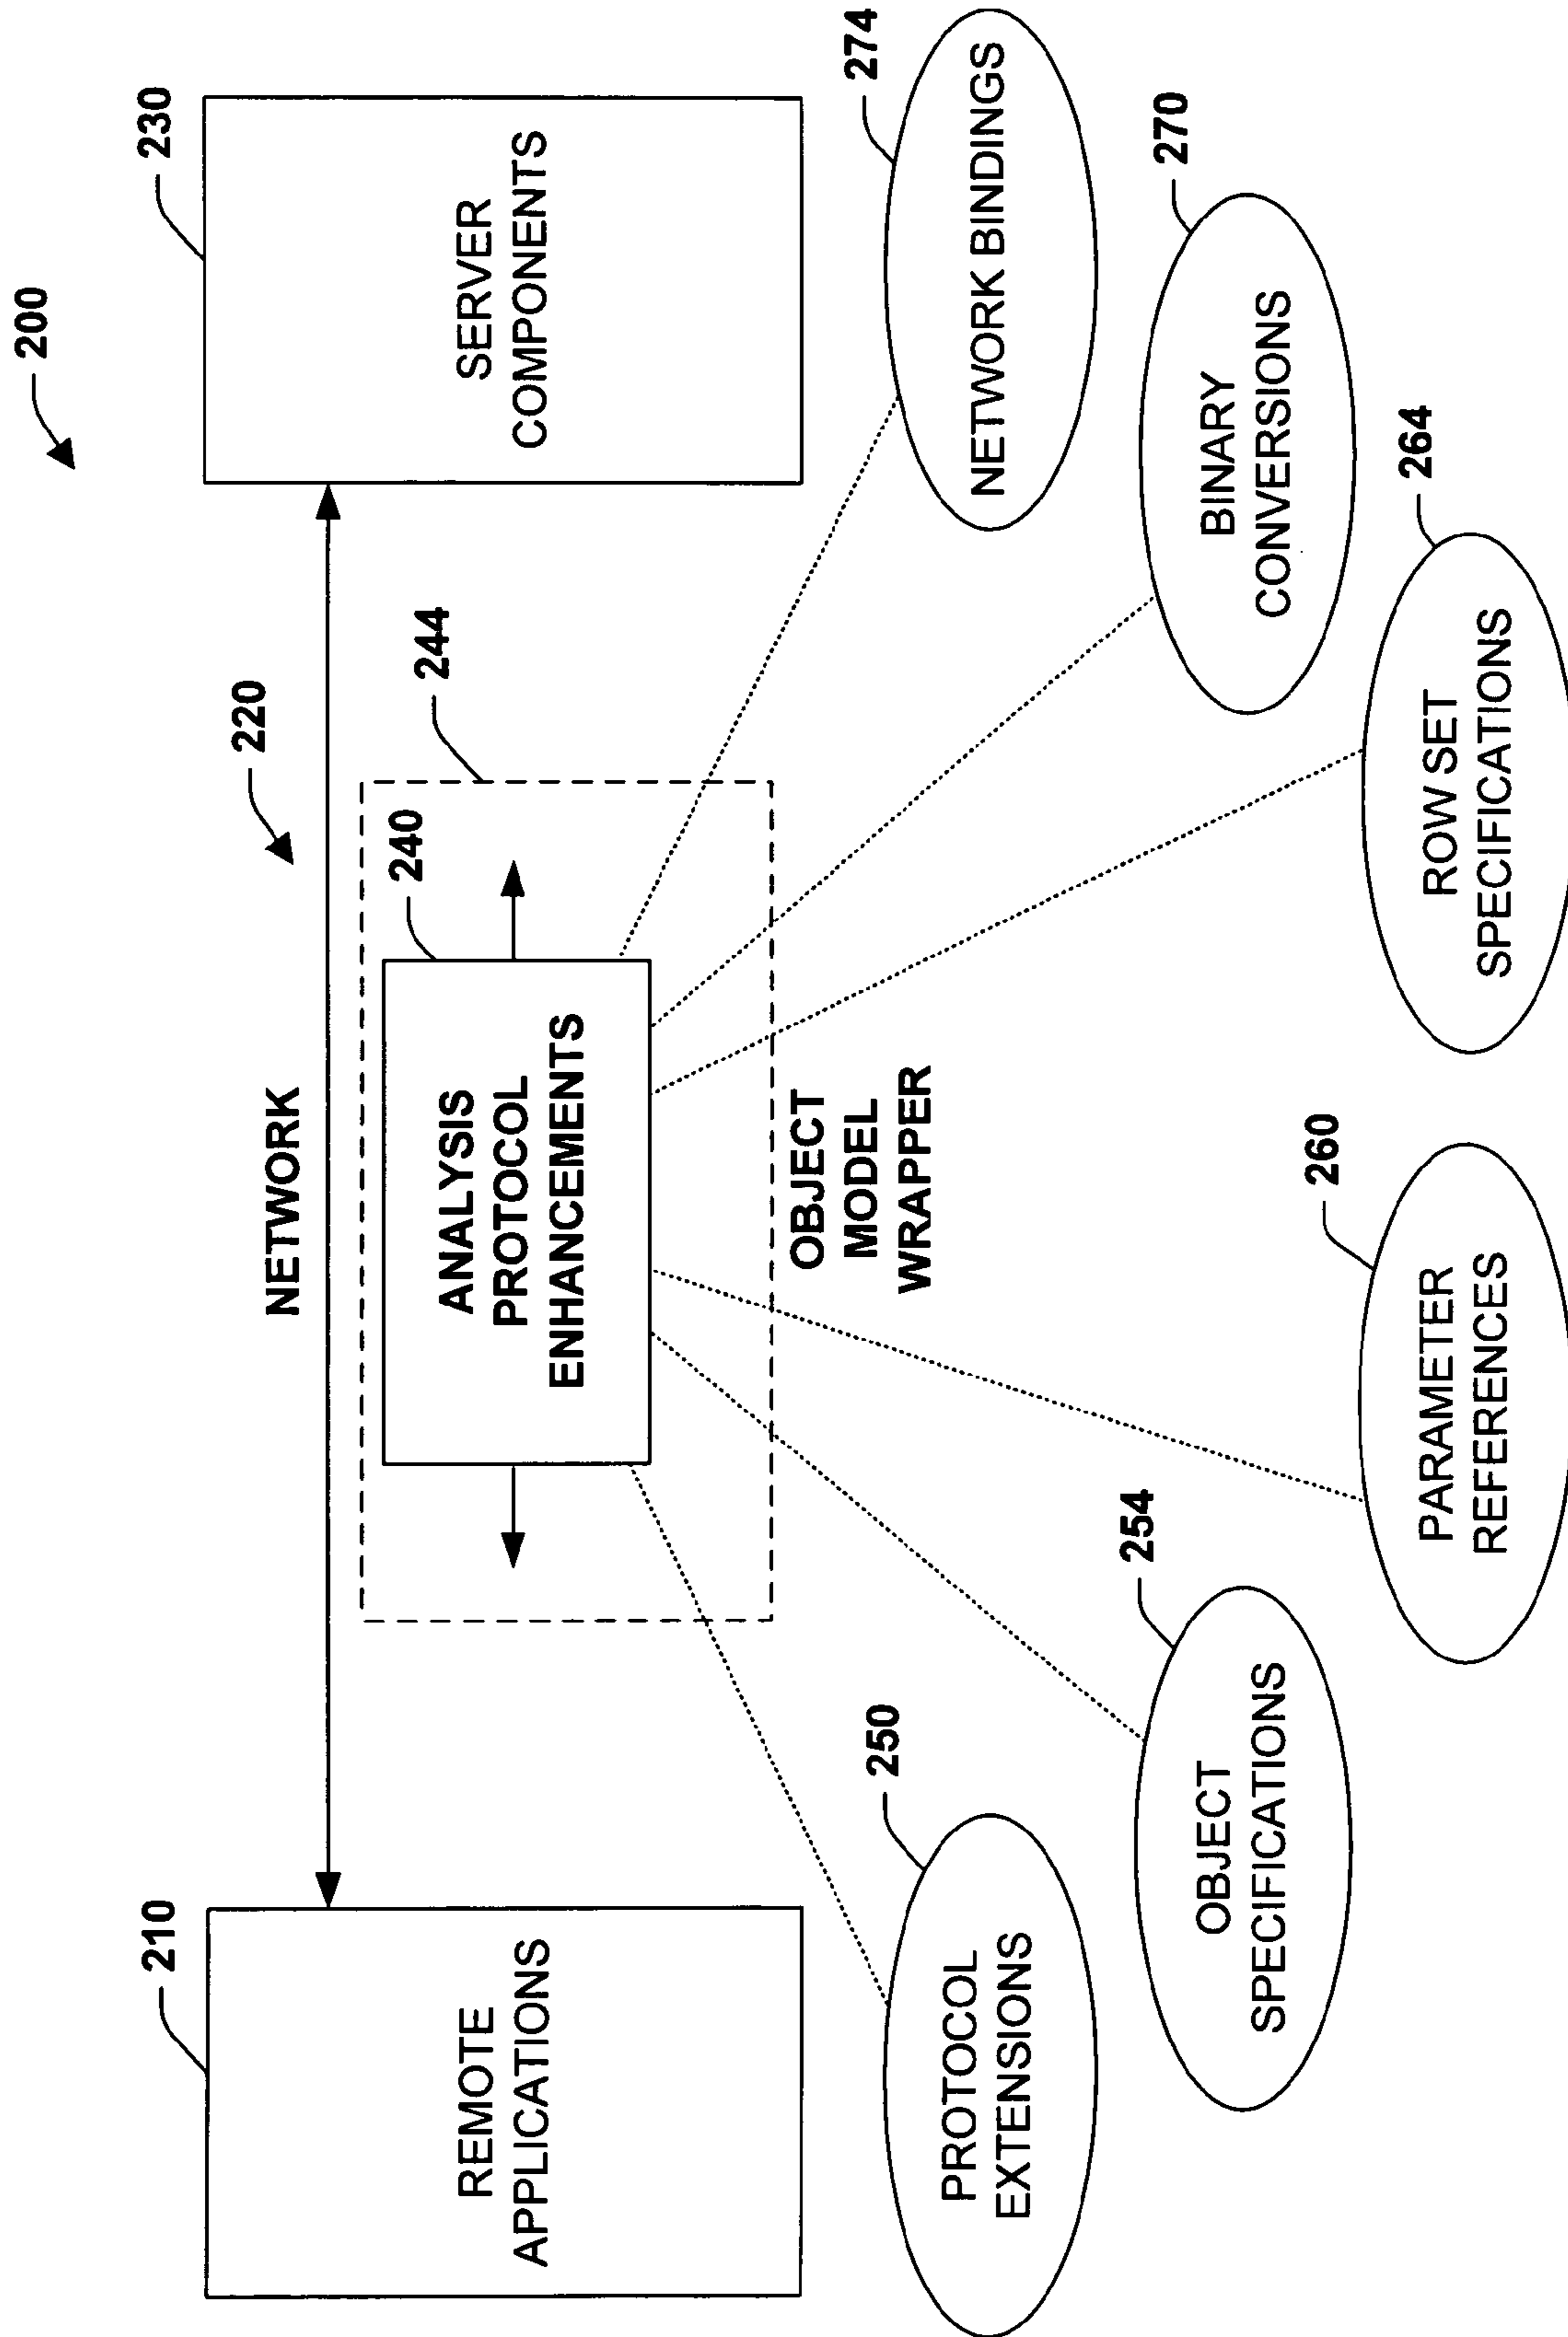 200
210
REMOTE
APPLICATIONS
NETWORK
220
230
SERVER
COMPONENTS
240
244
ANALYSIS
PROTOCOL
ENHANCEMENTS
OBJECT
MODEL
WRAPPER
250
PROTOCOL
EXTENSIONS
254
OBJECT
SPECIFICATIONS
260
PARAMETER
REFERENCES
264
ROW SET
SPECIFICATIONS
270
BINARY
CONVERSIONS
274
NETWORK BINDINGS